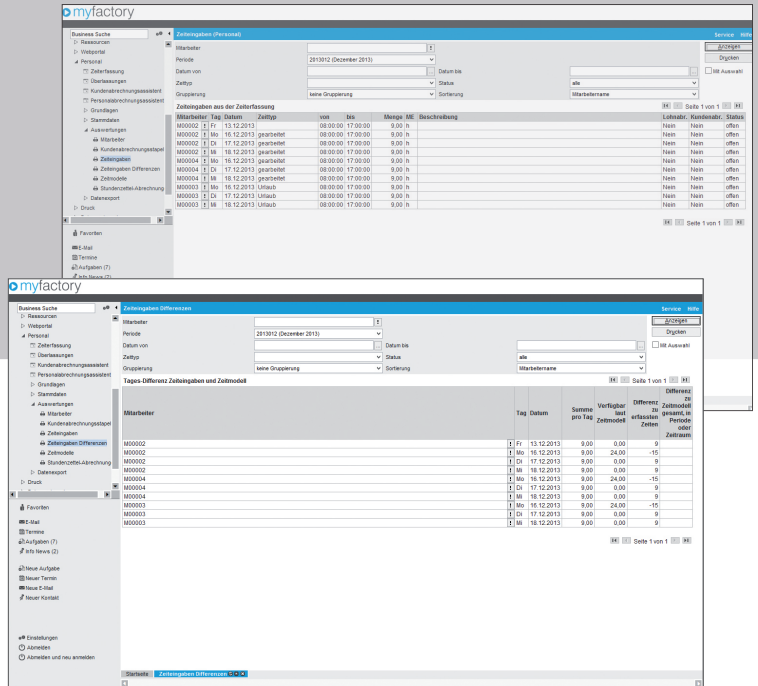 myfactory
Business Suche
Zeiteingaben (Personal)
Service Hilfe
Ressourcen
Webportal
Personal
Zeiterfassung
Überlassungen
Kundenabrechnungsassistent
Personalabrechnungsassistent
Grundlagen
Stammdaten
Auswertungen
Mitarbeiter
Kundenabrechnungsstapel
Zeiteingaben
Zeiteingaben Differenzen
Zeitmodelle
Stundenzettel-Abrechnung
Datenexport
Druck
Favoriten
E-Mail
Termine
Aufgaben (7)
Info News (2)
Mitarbeiter
Anzeigen
Periode 2013012 (Dezember 2013)
Drucken
Datum von Datum bis
Mit Auswahl
Zeittyp Status alle
Gruppierung keine Gruppierung Sortierung Mitarbeitername
Zeiteingaben aus der Zeiterfassung Seite 1 von 1
Mitarbeiter Tag Datum Zeittyp von bis Menge ME Beschreibung Lohnabr. Kundenabr. Status
M00002 ! Fr 13.12.2013 08:00:00 17:00:00 9,00 h Nein Nein offen
M00002 ! Mo 16.12.2013 gearbeitet 08:00:00 17:00:00 9,00 h Nein Nein offen
M00002 ! Di 17.12.2013 gearbeitet 08:00:00 17:00:00 9,00 h Nein Nein offen
M00002 ! Mi 18.12.2013 gearbeitet 08:00:00 17:00:00 9,00 h Nein Nein offen
M00004 ! Mo 16.12.2013 gearbeitet 08:00:00 17:00:00 9,00 h Nein Nein offen
M00004 ! Di 17.12.2013 gearbeitet 08:00:00 17:00:00 9,00 h Nein Nein offen
M00004 ! Mi 18.12.2013 gearbeitet 08:00:00 17:00:00 9,00 h Nein Nein offen
M00003 ! Mo 16.12.2013 Urlaub 08:00:00 17:00:00 9,00 h Nein Nein offen
M00003 ! Di 17.12.2013 Urlaub 08:00:00 17:00:00 9,00 h Nein Nein offen
M00003 ! Mi 18.12.2013 Urlaub 08:00:00 17:00:00 9,00 h Nein Nein offen
Seite 1 von 1
myfactory
Business Suche
Zeiteingaben Differenzen
Service Hilfe
Ressourcen
Webportal
Personal
Zeiterfassung
Überlassungen
Kundenabrechnungsassistent
Personalabrechnungsassistent
Grundlagen
Stammdaten
Auswertungen
Mitarbeiter
Kundenabrechnungsstapel
Zeiteingaben
Zeiteingaben Differenzen
Zeitmodelle
Stundenzettel-Abrechnung
Datenexport
Druck
Favoriten
E-Mail
Termine
Aufgaben (7)
Info News (2)
Neue Aufgabe
Neuer Termin
Neue E-Mail
Neuer Kontakt
Einstellungen
Abmelden
Abmelden und neu anmelden
Mitarbeiter
Anzeigen
Periode 2013012 (Dezember 2013)
Drucken
Datum von Datum bis
Mit Auswahl
Zeittyp Status alle
Gruppierung keine Gruppierung Sortierung Mitarbeitername
Tages-Differenz Zeiteingaben und Zeitmodell Seite 1 von 1
Mitarbeiter Tag Datum
Summe
pro Tag
Verfügbar
laut
Zeitmodell
Differenz
zu
erfassten
Zeiten
Differenz
zu
Zeitmodell
gesamt, in
Periode
oder
Zeitraum
M00002 ! Fr 13.12.2013 9,00 0,00 9
M00002 ! Mo 16.12.2013 9,00 24,00 -15
M00002 ! Di 17.12.2013 9,00 0,00 9
M00002 ! Mi 18.12.2013 9,00 0,00 9
M00004 ! Mo 16.12.2013 9,00 24,00 -15
M00004 ! Di 17.12.2013 9,00 0,00 9
M00004 ! Mi 18.12.2013 9,00 0,00 9
M00003 ! Mo 16.12.2013 9,00 24,00 -15
M00003 ! Di 17.12.2013 9,00 0,00 9
M00003 ! Mi 18.12.2013 9,00 0,00 9
Seite 1 von 1
Startseite Zeiteingaben Differenzen